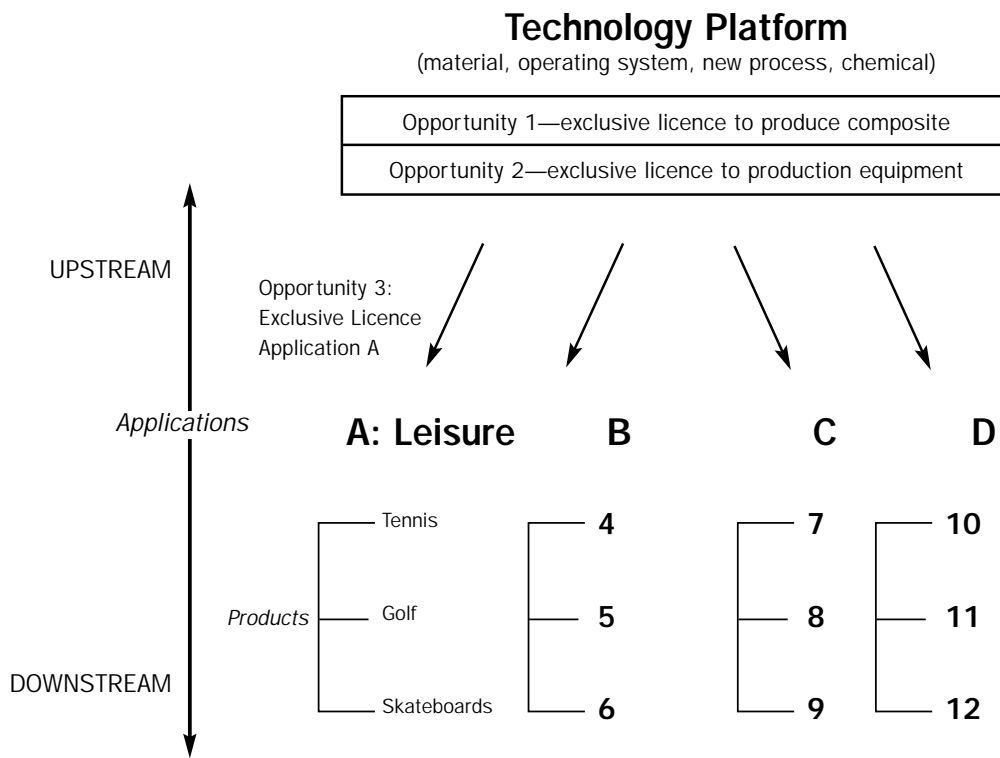 Technology Platform
(material, operating system, new process, chemical)
Opportunity 1—exclusive licence to produce composite
Opportunity 2—exclusive licence to production equipment
UPSTREAM
Opportunity 3:
Exclusive Licence
Application A
Applications
A: Leisure B C D
Tennis 4 7 10
Products Golf 5 8 11
DOWNSTREAM
Skateboards 6 9 12